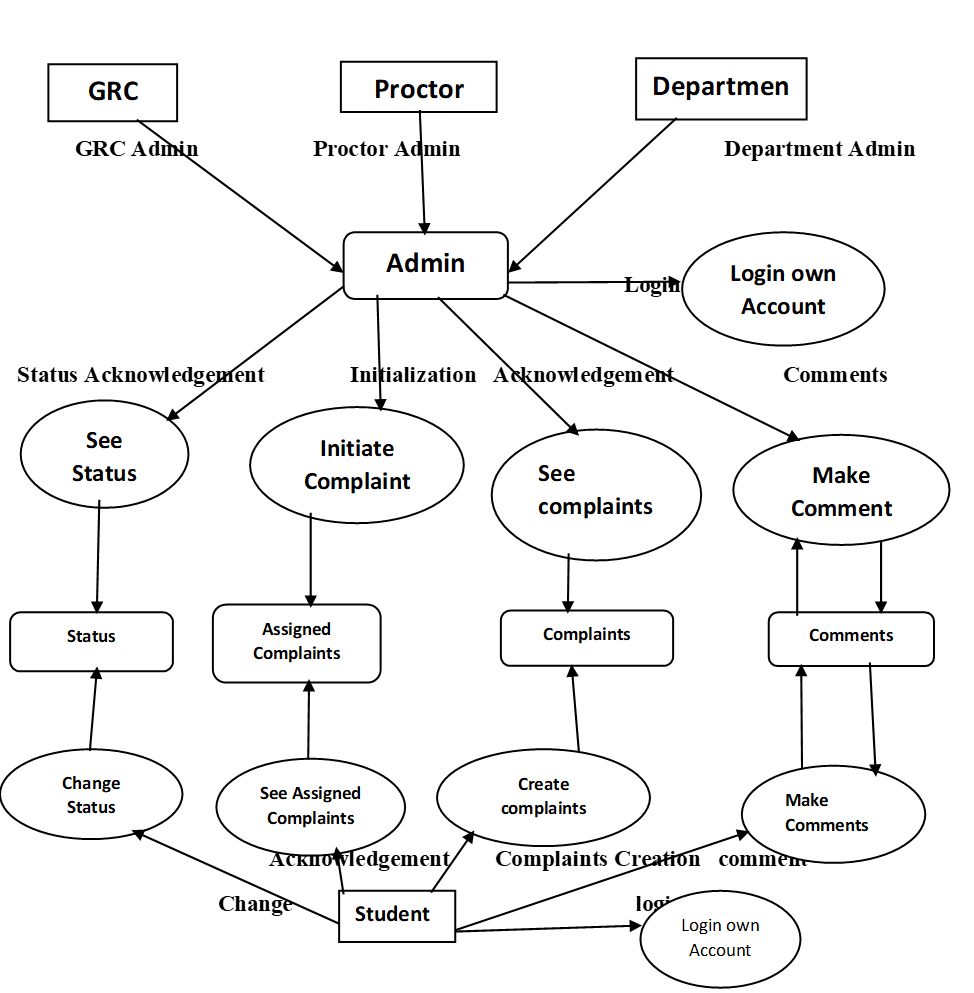 GRC
Proctor
Departmen
GRC Admin
Proctor Admin
Department Admin
Admin
Login own
Account
Login
Status Acknowledgement
Initialization
Acknowledgement
Comments
See
Status
Initiate
Complaint
See
complaints
Make
Comment
Status
Assigned
Complaints
Complaints
Comments
Change
Status
See Assigned
Complaints
Create
complaints
Make
Comments
Acknowledgement
Complaints Creation
comment
Change
Student
login
Login own
Account